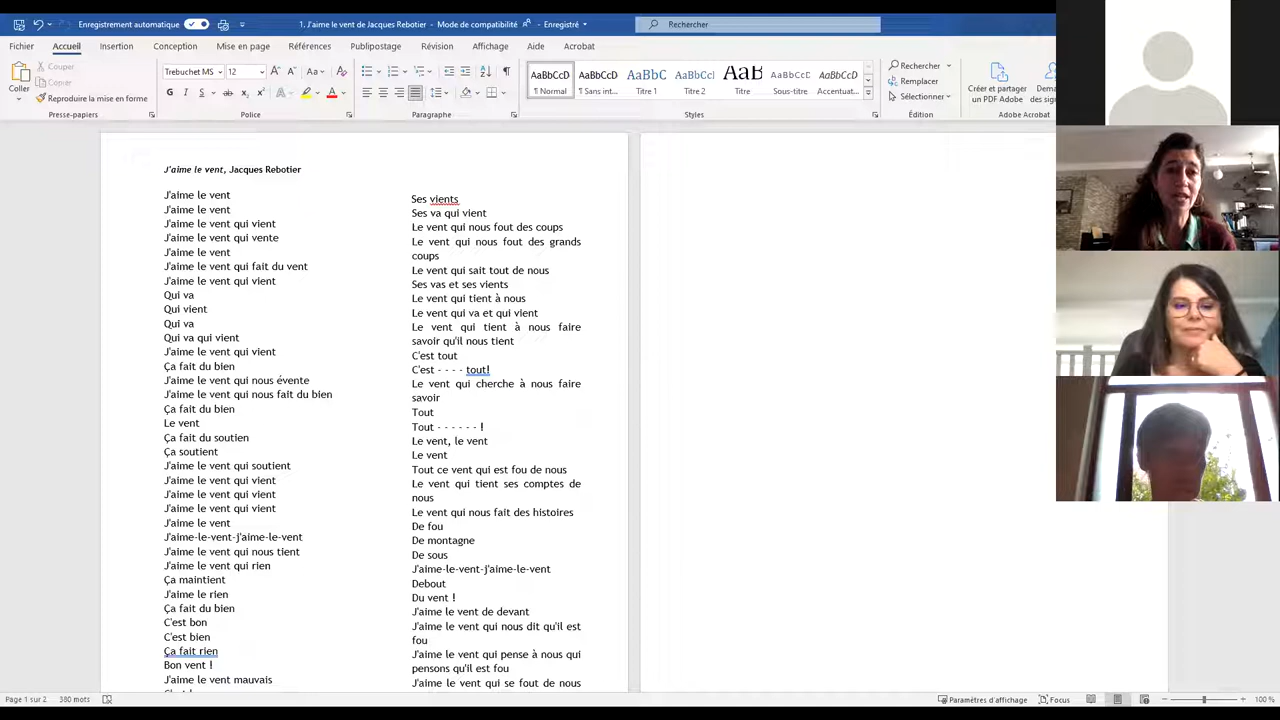 Enregistrement automatique
1. J'aime le vent de Jacques Rebotier - Mode de compatibilité
Enregistré
Rechercher
Fichier
Accueil
Insertion
Conception
Mise en page
Références
Publipostage
Révision
Affichage
Aide
Acrobat
Coller
Couper
Copier
Reproduire la mise en forme
Presse-papiers
Trebuchet MS
12
Police
Paragraphe
AaBbCcD
¶ Normal
AaBbCcD
¶ Sans int...
AaBbC
Titre 1
AaBbCcl
Titre 2
AaB
Titre
AaBbCcC
Sous-titre
AaBbCcD
Accentuat...
Styles
Rechercher
Remplacer
Sélectionner
Édition
Créer et partager
un PDF Adobe
Adobe Acrobat
J'aime le vent, Jacques Rebotier
J'aime le vent
J'aime le vent
J'aime le vent qui vient
J'aime le vent qui vente
J'aime le vent
J'aime le vent qui fait du vent
J'aime le vent qui vient
Qui va
Qui vient
Qui va
Qui va qui vient
J'aime le vent qui vient
Ça fait du bien
J'aime le vent qui nous évente
J'aime le vent qui nous fait du bien
Ça fait du bien
Le vent
Ça fait du soutien
Ça soutient
J'aime le vent qui soutient
J'aime le vent qui vient
J'aime le vent qui vient
J'aime le vent qui vient
J'aime le vent
J'aime-le-vent-j'aime-le-vent
J'aime le vent qui nous tient
J'aime le vent qui rien
Ça maintient
J'aime le rien
Ça fait du bien
C'est bon
C'est bien
Ça fait rien
Bon vent !
J'aime le vent mauvais
Ses vients
Ses va qui vient
Le vent qui nous fout des coups
Le vent qui nous fout des grands
coups
Le vent qui sait tout de nous
Ses vas et ses vients
Le vent qui tient à nous
Le vent qui va et qui vient
Le vent qui tient à nous faire
savoir qu'il nous tient
C'est tout
C'est - - - - tout!
Le vent qui cherche à nous faire
savoir
Tout
Tout - - - - - - !
Le vent, le vent
Le vent
Tout ce vent qui est fou de nous
Le vent qui tient ses comptes de
nous
Le vent qui nous fait des histoires
De fou
De montagne
De sous
J'aime-le-vent-j'aime-le-vent
Debout
Du vent !
J'aime le vent de devant
J'aime le vent qui nous dit qu'il est
fou
J'aime le vent qui pense à nous qui
pensons qu'il est fou
J'aime le vent qui se fout de nous
Page 1 sur 2
380 mots
Paramètres d'affichage
Focus
100 %